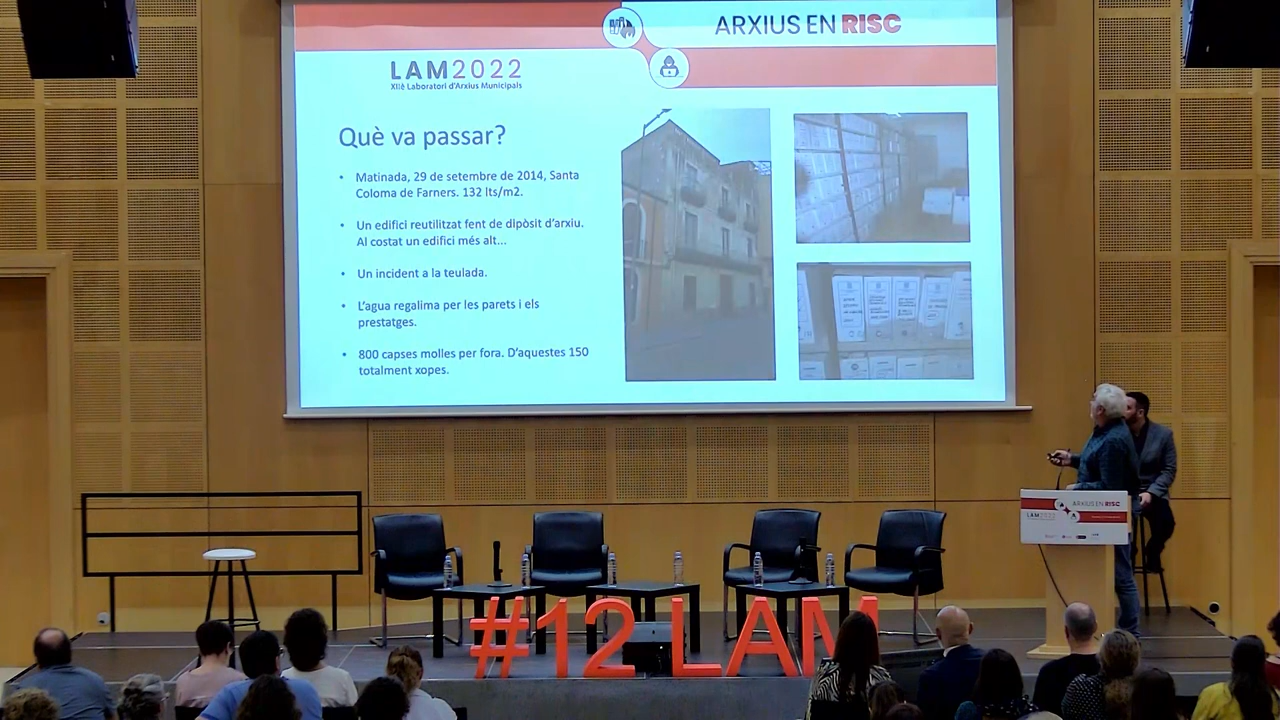 ARXIUS EN RISC
LAM2022
XIIè Laboratori d'Arxius Municipals
Què va passar?
• Matinada, 29 de setembre de 2014, Santa
Coloma de Farners. 132 lts/m2.
• Un edifici reutilitzat fent de dipòsit d'arxiu.
Al costat un edifici més alt...
• Un incident a la teulada.
• L'aigua regalima per les parets i els
prestatges.
• 800 capses molles per fora. D'aquestes 150
totalment xopes.
ARXIUS EN RISC
LAM2022
#12 LAM